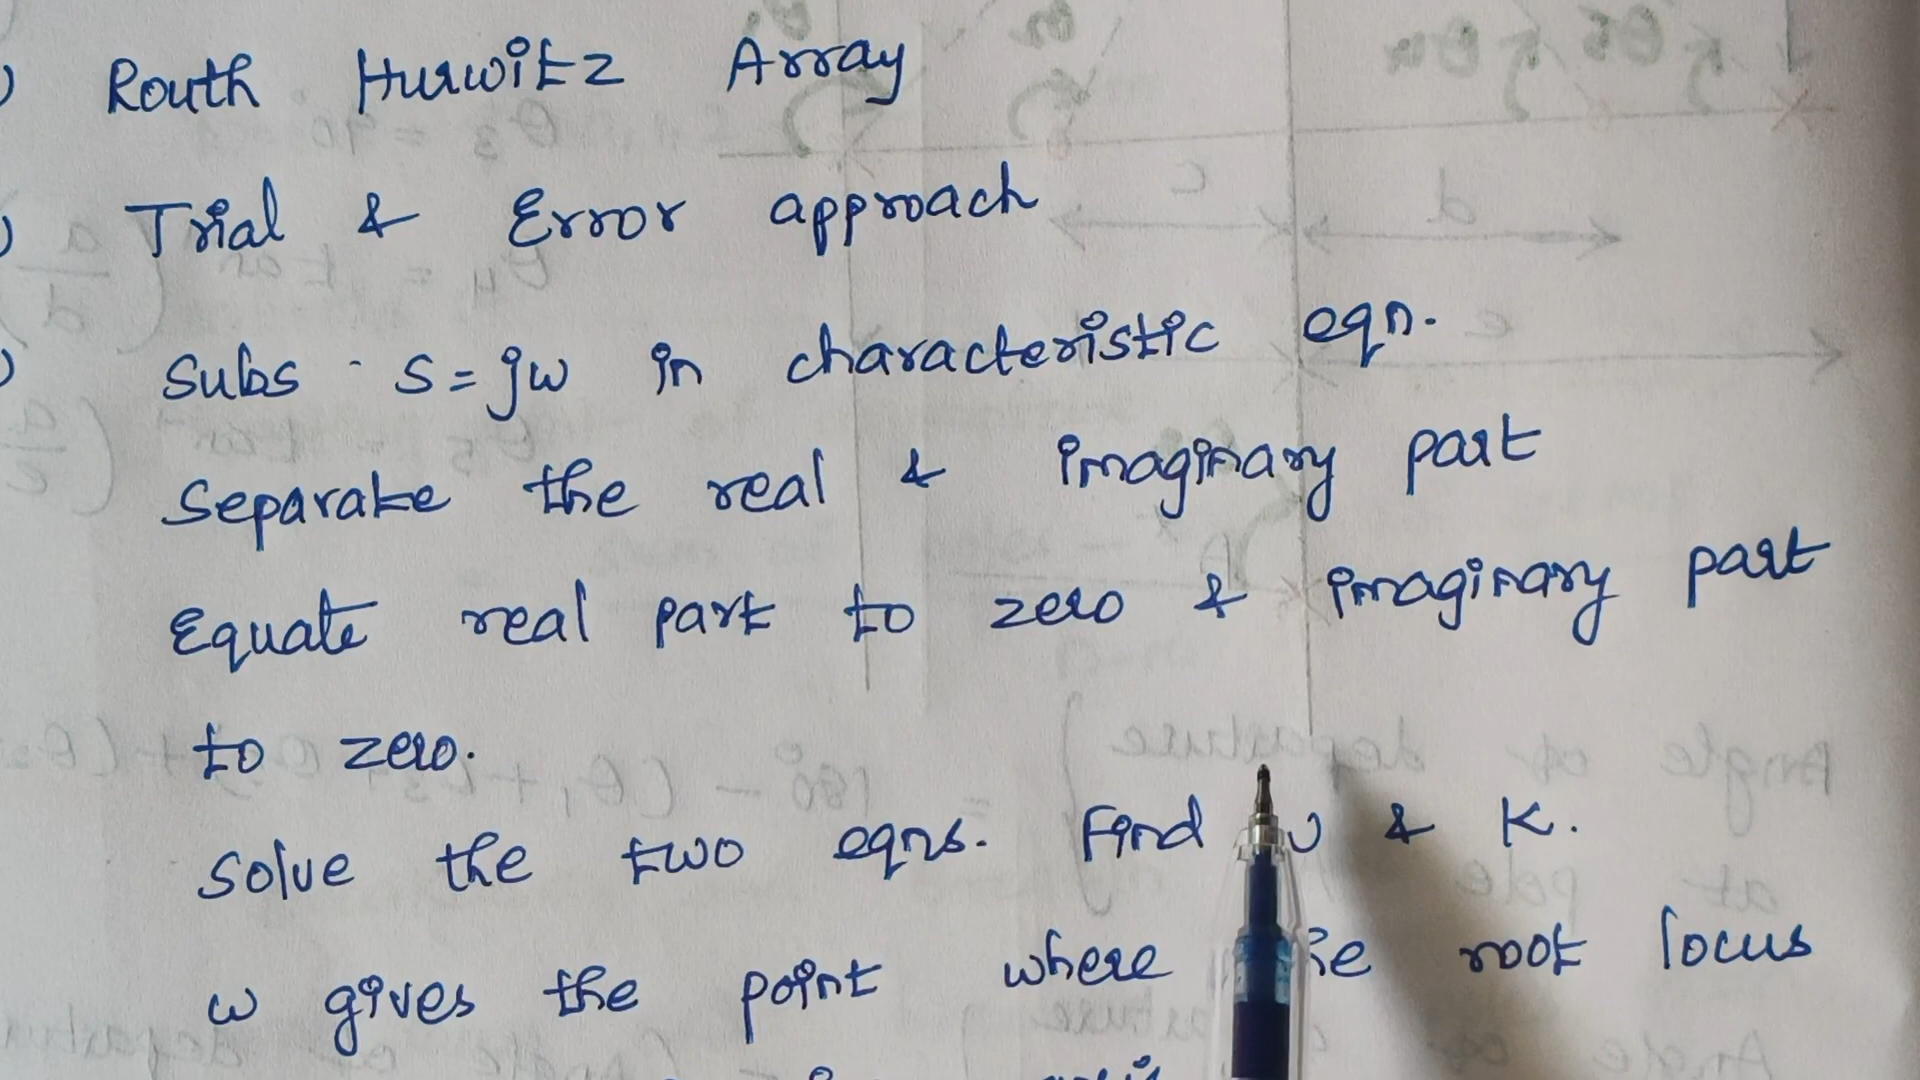 Routh Hurwitz Array
Trial & Error approach
Subs s=jω in characteristic eqn.
Separate the real & imaginary part
Equate real part to zero & imaginary part
to zero.
Solve the two eqns. Find & K.
ω gives the point where root locus